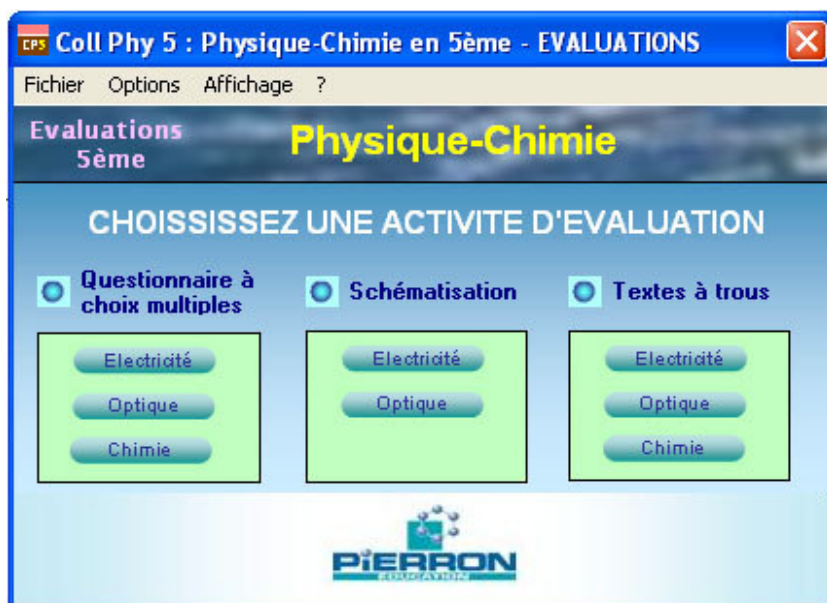 CPS Coll Phy 5 : Physique-Chimie en 5ème - EVALUATIONS
Fichier Options Affichage ?
Evaluations
5ème
Physique-Chimie
CHOISSISSEZ UNE ACTIVITE D'EVALUATION
Questionnaire à
choix multiples
Electricité
Optique
Chimie
Schématisation
Electricité
Optique
Textes à trous
Electricité
Optique
Chimie
PiERRON
EDUCATION